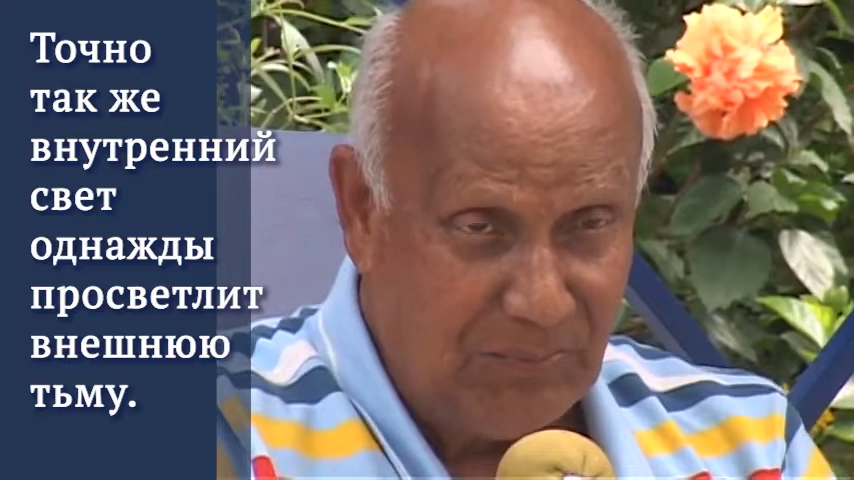 Точно
так же
внутренний
свет
однажды
просветлит
внешнюю
тьму.